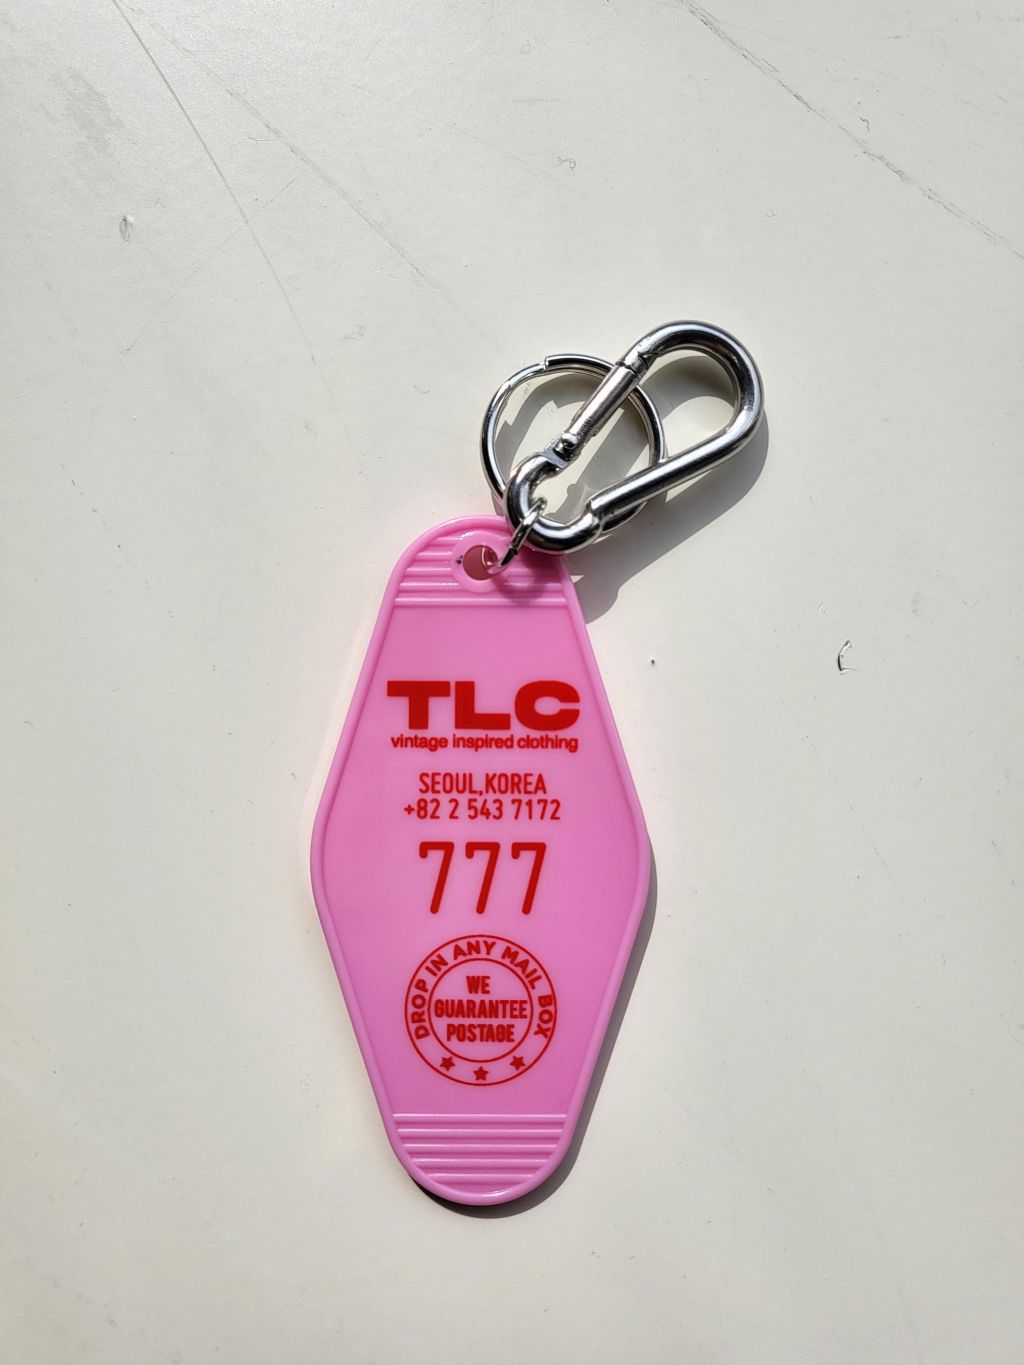 TLC
vintage inspired clothing
SEOUL,KOREA
+82 2 543 7172
777
DROP IN ANY MAIL BOX
WE
GUARANTEE
POSTAGE